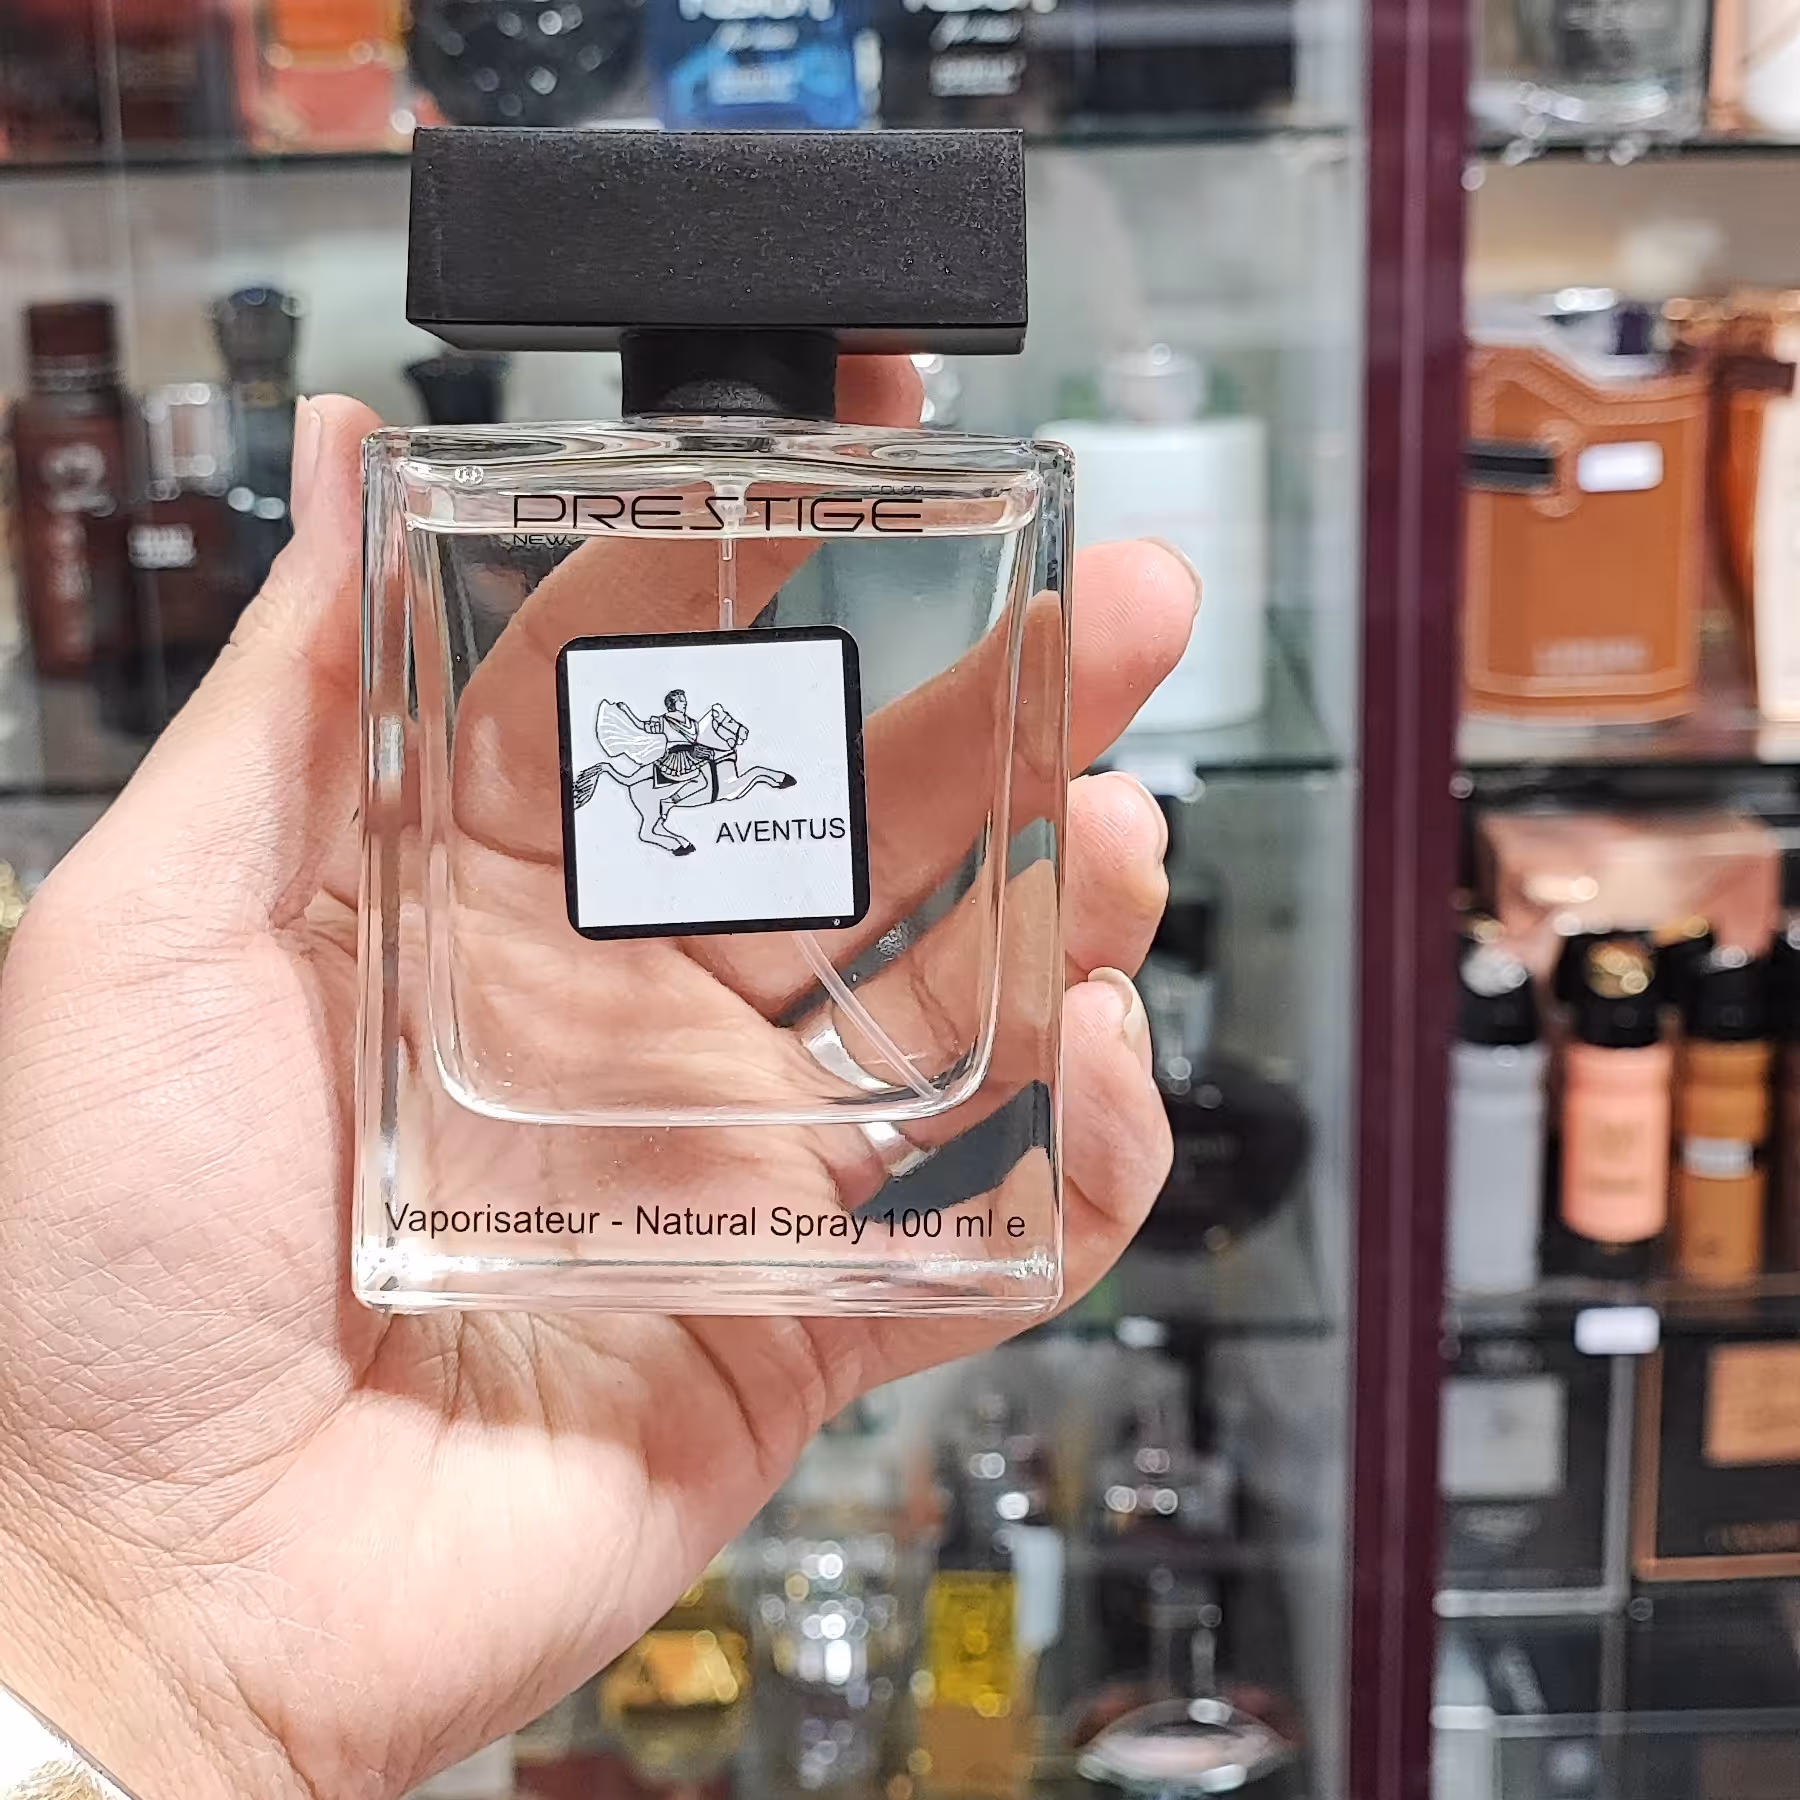 COLOR
PRESTIGE
NEW
AVENTUS
Vaporisateur - Natural Spray 100 ml e